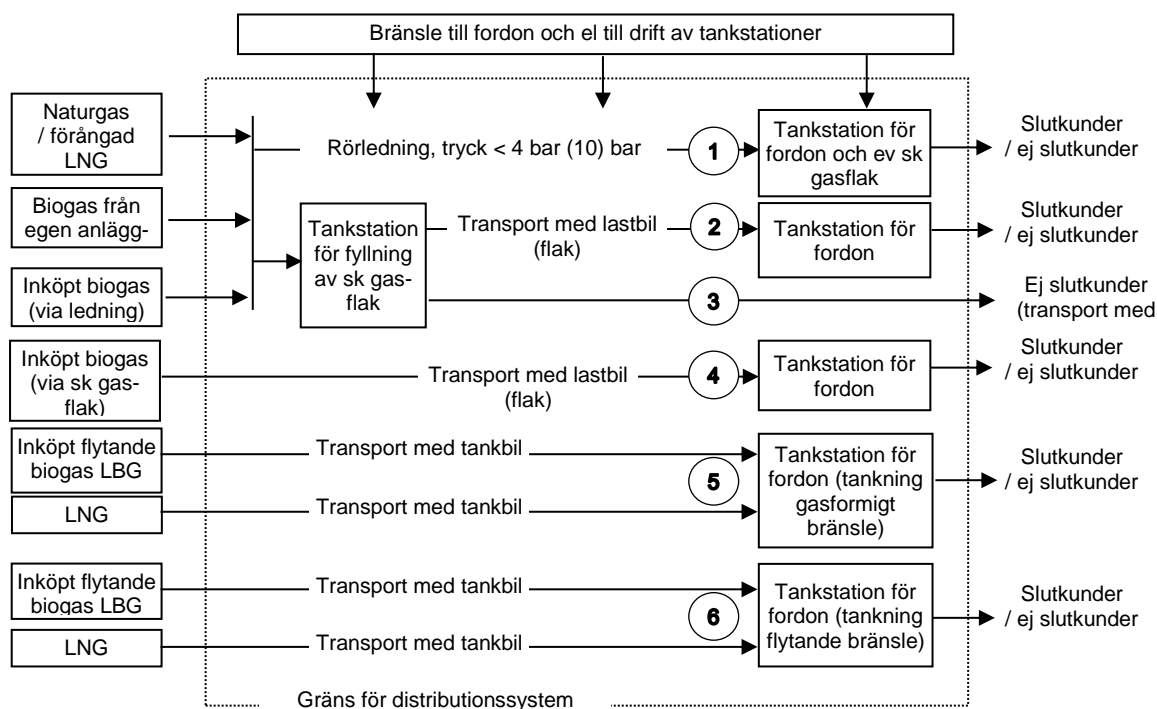 Bränsle till fordon och el till drift av tankstationer
Naturgas
/ förångad
LNG
Rörledning, tryck < 4 bar (10) bar
1
Tankstation för
fordon och ev sk
gasflak
Slutkunder
/ ej slutkunder
Biogas från
egen anlägg-
Tankstation
för fyllning
av sk gas-
flak
Transport med lastbil
(flak)
2
Tankstation för
fordon
Slutkunder
/ ej slutkunder
Inköpt biogas
(via ledning)
3
Ej slutkunder
(transport med
Inköpt biogas
(via sk gas-
flak)
Transport med lastbil
(flak)
4
Tankstation för
fordon
Slutkunder
/ ej slutkunder
Inköpt flytande
biogas LBG
Transport med tankbil
LNG
Transport med tankbil
5
Tankstation för
fordon (tankning
gasformigt
bränsle)
Slutkunder
/ ej slutkunder
Inköpt flytande
biogas LBG
Transport med tankbil
LNG
Transport med tankbil
6
Tankstation för
fordon (tankning
flytande bränsle)
Slutkunder
/ ej slutkunder
Gräns för distributionssystem